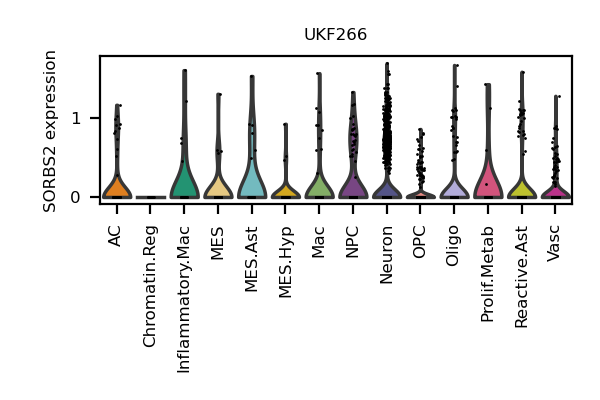 UKF266
SORBS2 expression
1
0
AC
Chromatin.Reg
Inflammatory.Mac
MES
MES.Ast
MES.Hyp
Mac
NPC
Neuron
OPC
Oligo
Prolif.Metab
Reactive.Ast
Vasc